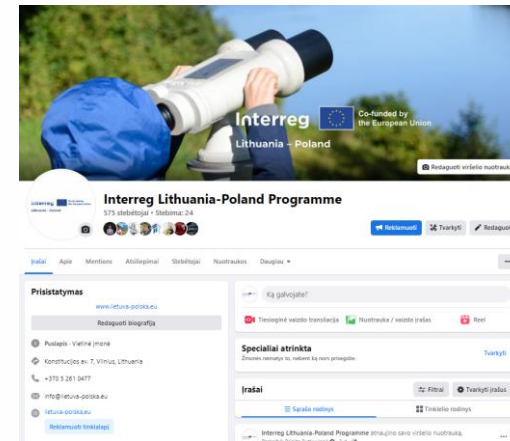 Interreg
Co-funded by
the European Union
Lithuania – Poland
Redaguoti viršelio nuotrauką
Interreg Lithuania-Poland Programme
575 stebėtojai • Stebima: 24
Reklamuoti
Tvarkyti
Redaguoti
Įrašai
Apie
Mentions
Atsiliepimai
Stebėtojai
Nuotraukos
Daugiau
Prisistatymas
www.lietuva-polska.eu
Redaguoti biografiją
Puslapis · Vietinė įmonė
Konstitucijos av. 7, Vilnius, Lithuania
+370 5 261 0477
info@lietuva-polska.eu
lietuva-polska.eu
Reklamuoti tinklalapį
Ką galvojate?
Tiesioginė vaizdo transliacija
Nuotrauka / vaizdo įrašas
Reel
Specialiai atrinkta
Žmonės nematys to, nebent ką nors prisegsite.
Tvarkyti
Įrašai
Filtrai
Tvarkyti įrašus
Sąrašo rodinys
Tinklelio rodinys
Interreg Lithuania-Poland Programme atnaujino savo viršelio nuotrauką.